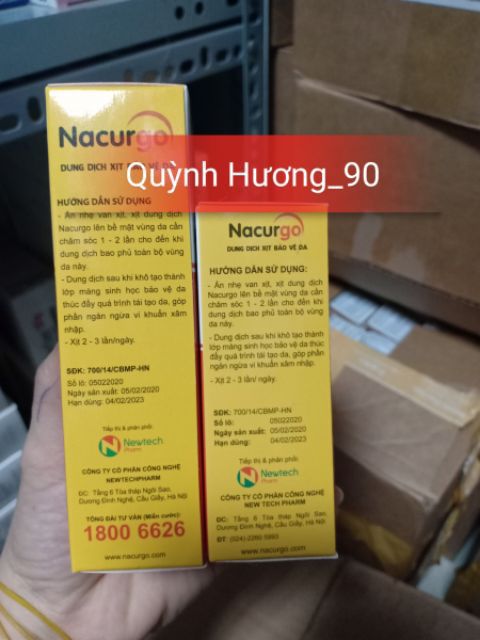 Nacurgo
DUNG DỊCH XỊT BẢO VỆ DA
Quỳnh Hương_90
HƯỚNG DẪN SỬ DỤNG
- Ấn nhẹ van xịt, xịt dung dịch
Nacurgo lên bề mặt vùng da cần
chăm sóc 1 - 2 lần cho đến khi
dung dịch bao phủ toàn bộ vùng
da này.
- Dung dịch sau khi khô tạo thành
lớp màng sinh học bảo vệ da
thúc đẩy quá trình tái tạo da, góp
phần ngăn ngừa vi khuẩn xâm
nhập.
- Xịt 2 - 3 lần/ngày.
SĐK: 700/14/CBMP-HN
Số lô: 05022020
Ngày sản xuất: 05/02/2020
Hạn dùng: 04/02/2023
Tiếp thị & phân phối:
Newtech
Pharm
CÔNG TY CỔ PHẦN CÔNG NGHỆ
NEWTECHPHARM
ĐC: Tầng 6 Tòa tháp Ngôi Sao,
Dương Đình Nghệ, Cầu Giấy, Hà Nội
TỔNG ĐÀI TƯ VẤN (Miễn cước):
1800 6626
www.nacurgo.com
Nacurgo
DUNG DỊCH XỊT BẢO VỆ DA
HƯỚNG DẪN SỬ DỤNG:
- Ấn nhẹ van xịt, xịt dung dịch
Nacurgo lên bề mặt vùng da cần
chăm sóc 1 - 2 lần cho đến khi
dung dịch bao phủ toàn bộ vùng
da này.
- Dung dịch sau khi khô tạo thành
lớp màng sinh học bảo vệ da thúc
đẩy quá trình tái tạo da, góp phần
ngăn ngừa vi khuẩn xâm nhập.
- Xịt 2 - 3 lần/ ngày.
SĐK: 700/14/CBMP-HN
Số lô: 05022020
Ngày sản xuất: 05/02/2020
Hạn dùng: 04/02/2023
Tiếp thị & phân phối:
Newtech
Pharm
CÔNG TY CỔ PHẦN CÔNG NGHỆ
NEW TECH PHARM
ĐC: Tầng 6 Tòa tháp Ngôi Sao,
Dương Đình Nghệ, Cầu Giấy, Hà Nội
ĐT: (024)-2260 5993
www.nacurgo.com